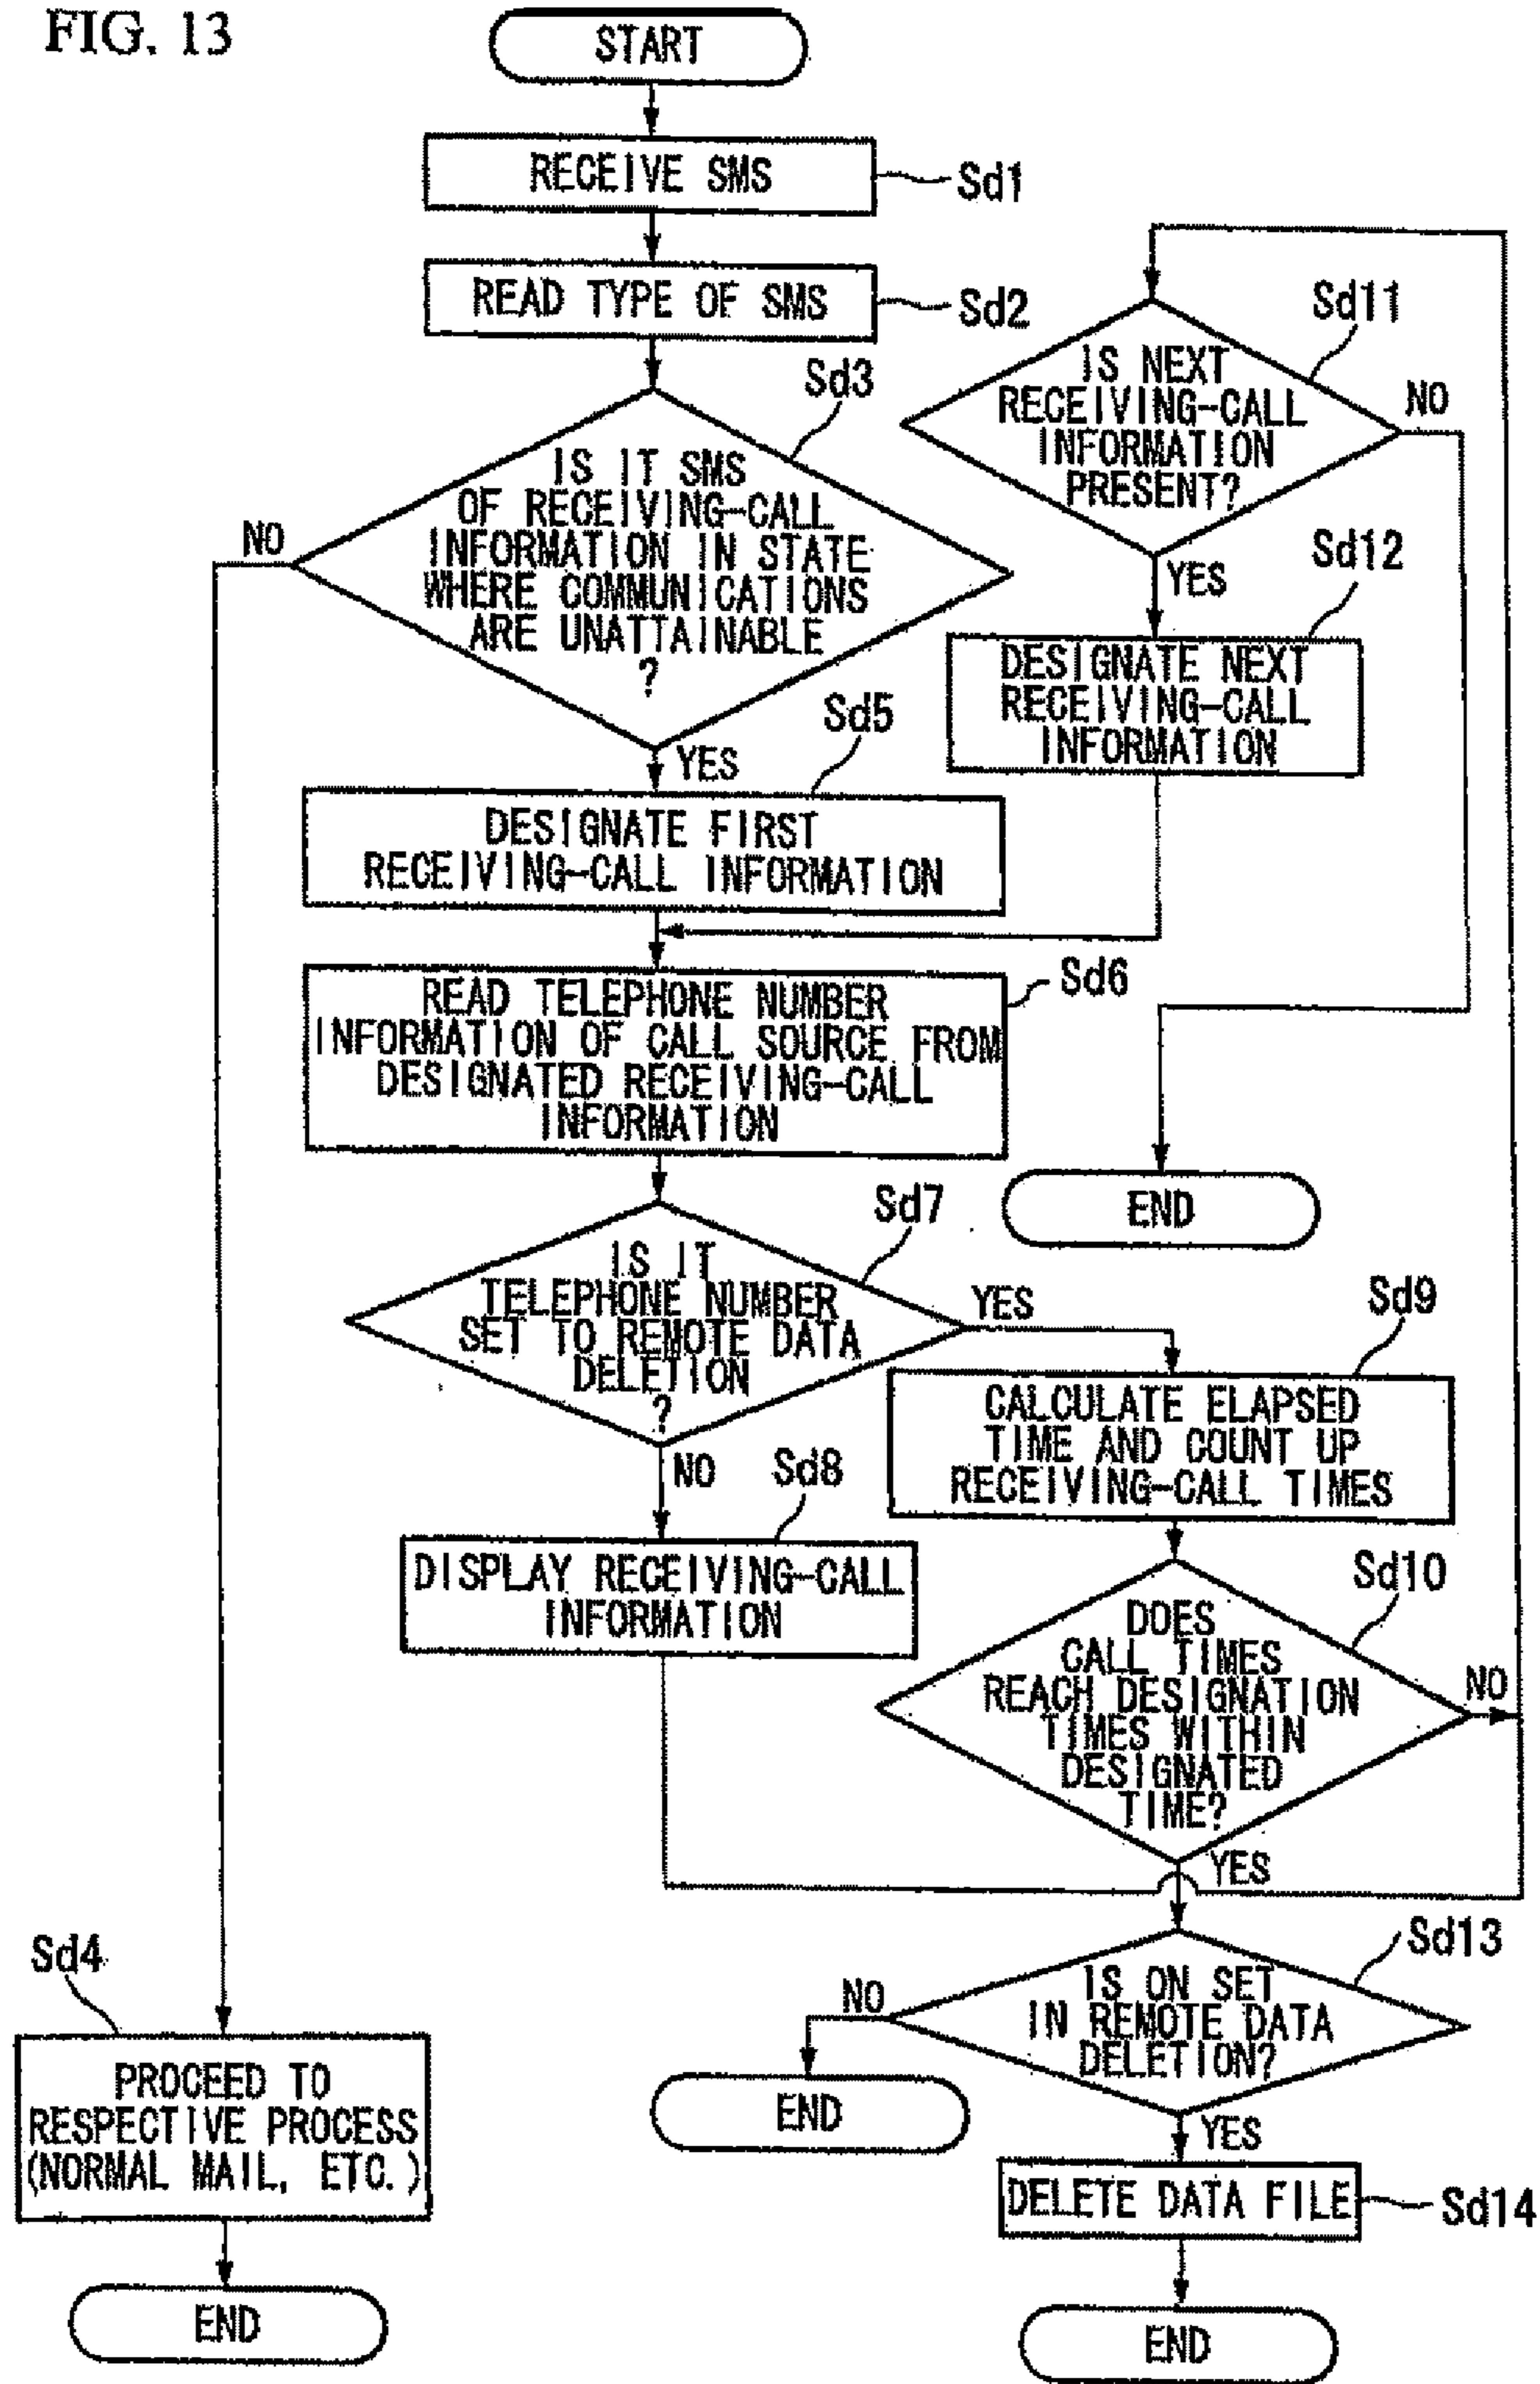 FIG. 13
START
RECEIVE SMS
Sd1
READ TYPE OF SMS
Sd2
Sd3
IS IT SMS
OF RECEIVING-CALL
INFORMATION IN STATE
WHERE COMMUNICATIONS
ARE UNATTAINABLE
?
NO
YES
Sd11
IS NEXT
RECEIVING-CALL
INFORMATION
PRESENT?
NO
YES
Sd12
DESIGNATE NEXT
RECEIVING-CALL
INFORMATION
Sd5
DESIGNATE FIRST
RECEIVING-CALL INFORMATION
Sd6
READ TELEPHONE NUMBER
INFORMATION OF CALL SOURCE FROM
DESIGNATED RECEIVING-CALL
INFORMATION
END
Sd7
IS IT
TELEPHONE NUMBER
SET TO REMOTE DATA
DELETION
?
YES
NO
Sd9
CALCULATE ELAPSED
TIME AND COUNT UP
RECEIVING-CALL TIMES
Sd8
DISPLAY RECEIVING-CALL
INFORMATION
Sd10
DOES
CALL TIMES
REACH DESIGNATION
TIMES WITHIN
DESIGNATED
TIME?
NO
YES
Sd13
IS ON SET
IN REMOTE DATA
DELETION?
NO
END
YES
Sd4
PROCEED TO
RESPECTIVE PROCESS
(NORMAL MAIL, ETC.)
END
DELETE DATA FILE
Sd14
END